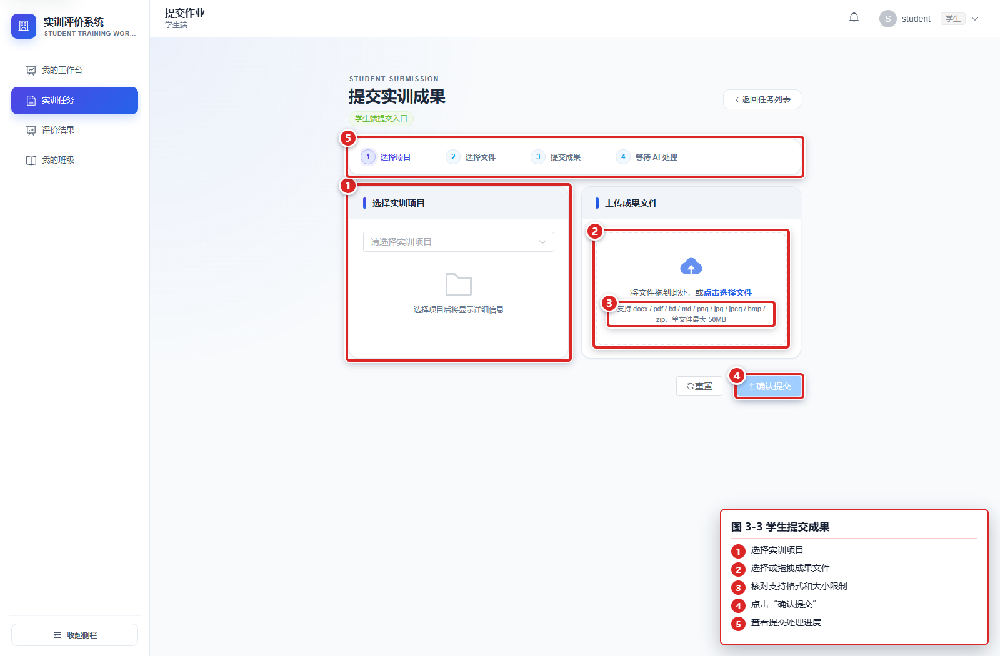 实训评价系统
STUDENT TRAINING WOR...
我的工作台
实训任务
评价结果
我的班级
收起侧栏
提交作业
学生端
S student 学生
STUDENT SUBMISSION
提交实训成果
学生端提交入口
返回任务列表
5
1 选择项目 2 选择文件 3 提交成果 4 等待 AI 处理
1
选择实训项目
请选择实训项目
选择项目后将显示详细信息
上传成果文件
2
将文件拖到此处，或点击选择文件
3
支持 docx / pdf / txt / md / png / jpg / jpeg / bmp /
zip，单文件最大 50MB
重置
4
确认提交
图 3-3 学生提交成果
1 选择实训项目
2 选择或拖拽成果文件
3 核对支持格式和大小限制
4 点击“确认提交”
5 查看提交处理进度